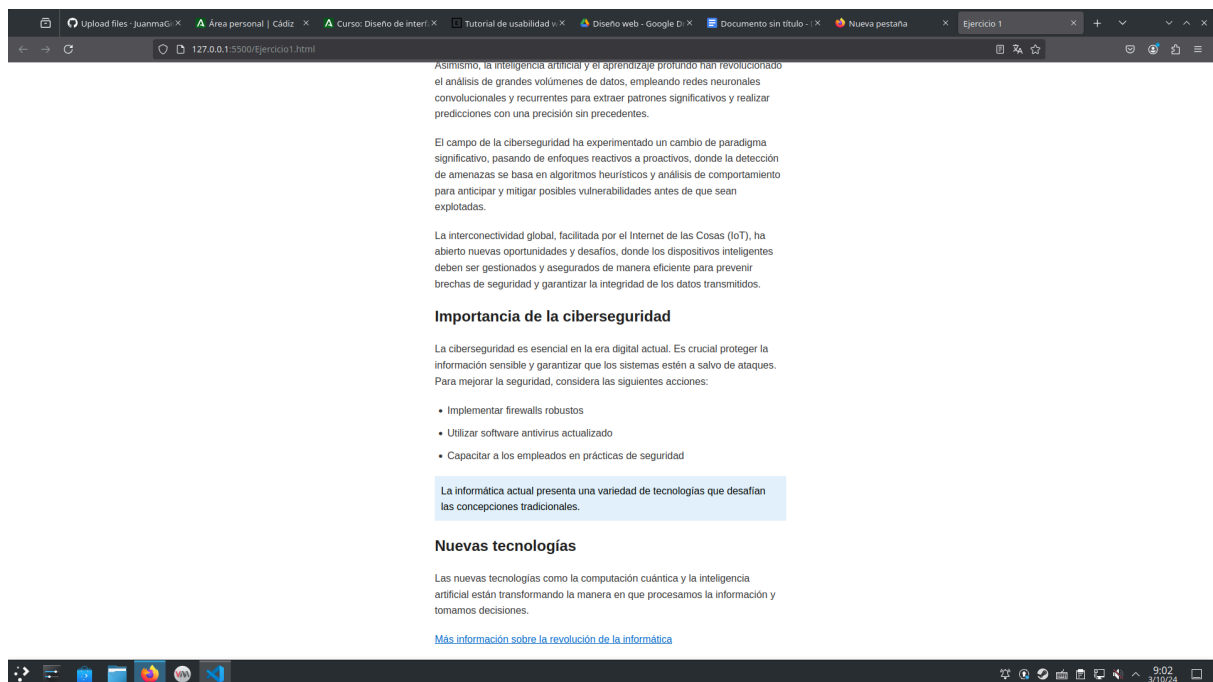 Upload files · JuanmaGi
Área personal | Cádiz
Curso: Diseño de interf
Tutorial de usabilidad w
Diseño web - Google D
Documento sin título -
Nueva pestaña
Ejercicio 1
127.0.0.1:5500/Ejercicio1.html
Asimismo, la inteligencia artificial y el aprendizaje profundo han revolucionado
el análisis de grandes volúmenes de datos, empleando redes neuronales
convolucionales y recurrentes para extraer patrones significativos y realizar
predicciones con una precisión sin precedentes.
El campo de la ciberseguridad ha experimentado un cambio de paradigma
significativo, pasando de enfoques reactivos a proactivos, donde la detección
de amenazas se basa en algoritmos heurísticos y análisis de comportamiento
para anticipar y mitigar posibles vulnerabilidades antes de que sean
explotadas.
La interconectividad global, facilitada por el Internet de las Cosas (IoT), ha
abierto nuevas oportunidades y desafíos, donde los dispositivos inteligentes
deben ser gestionados y asegurados de manera eficiente para prevenir
brechas de seguridad y garantizar la integridad de los datos transmitidos.
Importancia de la ciberseguridad
La ciberseguridad es esencial en la era digital actual. Es crucial proteger la
información sensible y garantizar que los sistemas estén a salvo de ataques.
Para mejorar la seguridad, considera las siguientes acciones:
• Implementar firewalls robustos
• Utilizar software antivirus actualizado
• Capacitar a los empleados en prácticas de seguridad
La informática actual presenta una variedad de tecnologías que desafían
las concepciones tradicionales.
Nuevas tecnologías
Las nuevas tecnologías como la computación cuántica y la inteligencia
artificial están transformando la manera en que procesamos la información y
tomamos decisiones.
Más información sobre la revolución de la informática
9:02
3/10/24